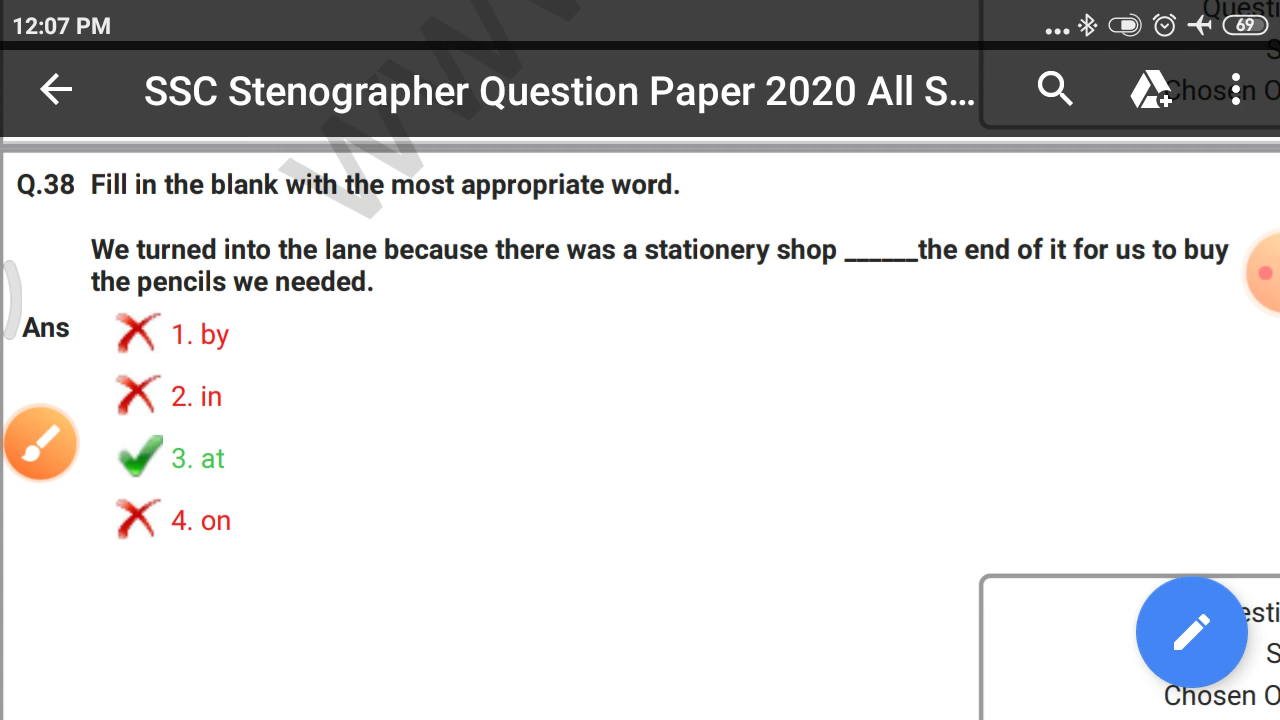 12:07 PM
69
SSC Stenographer Question Paper 2020 All S...
Chosen O
Q.38 Fill in the blank with the most appropriate word.
We turned into the lane because there was a stationery shop ______the end of it for us to buy
the pencils we needed.
Ans
1. by
2. in
3. at
4. on
Chosen O